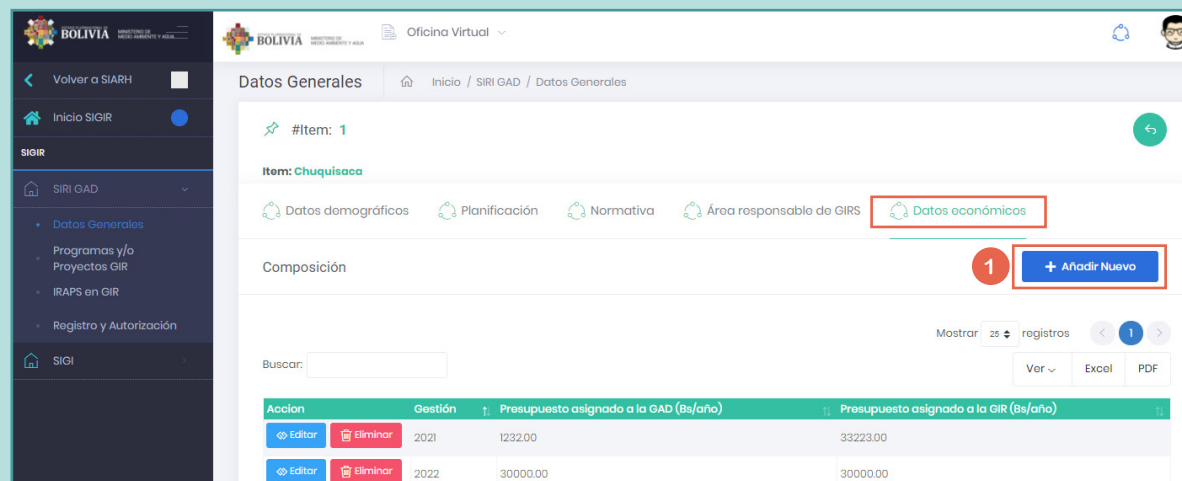 BOLIVIA
BOLIVIA
Oficina Virtual
Volver a SIARH
Inicio SIGIR
SIGIR
SIRI GAD
Datos Generales
Programas y/o
Proyectos GIR
IRAPS en GIR
Registro y Autorización
SIGI
Datos Generales
Inicio / SIRI GAD / Datos Generales
#Item: 1
Item: Chuquisaca
Datos demográficos Planificación Normativa Área responsable de GIRS Datos económicos
Composición
1
+ Añadir Nuevo
Mostrar 25 registros < 1 >
Buscar:
Ver Excel PDF
Accion Gestión Presupuesto asignado a la GAD (Bs/año) Presupuesto asignado a la GIR (Bs/año)
Editar Eliminar 2021 1232.00 33223.00
Editar Eliminar 2022 30000.00 30000.00